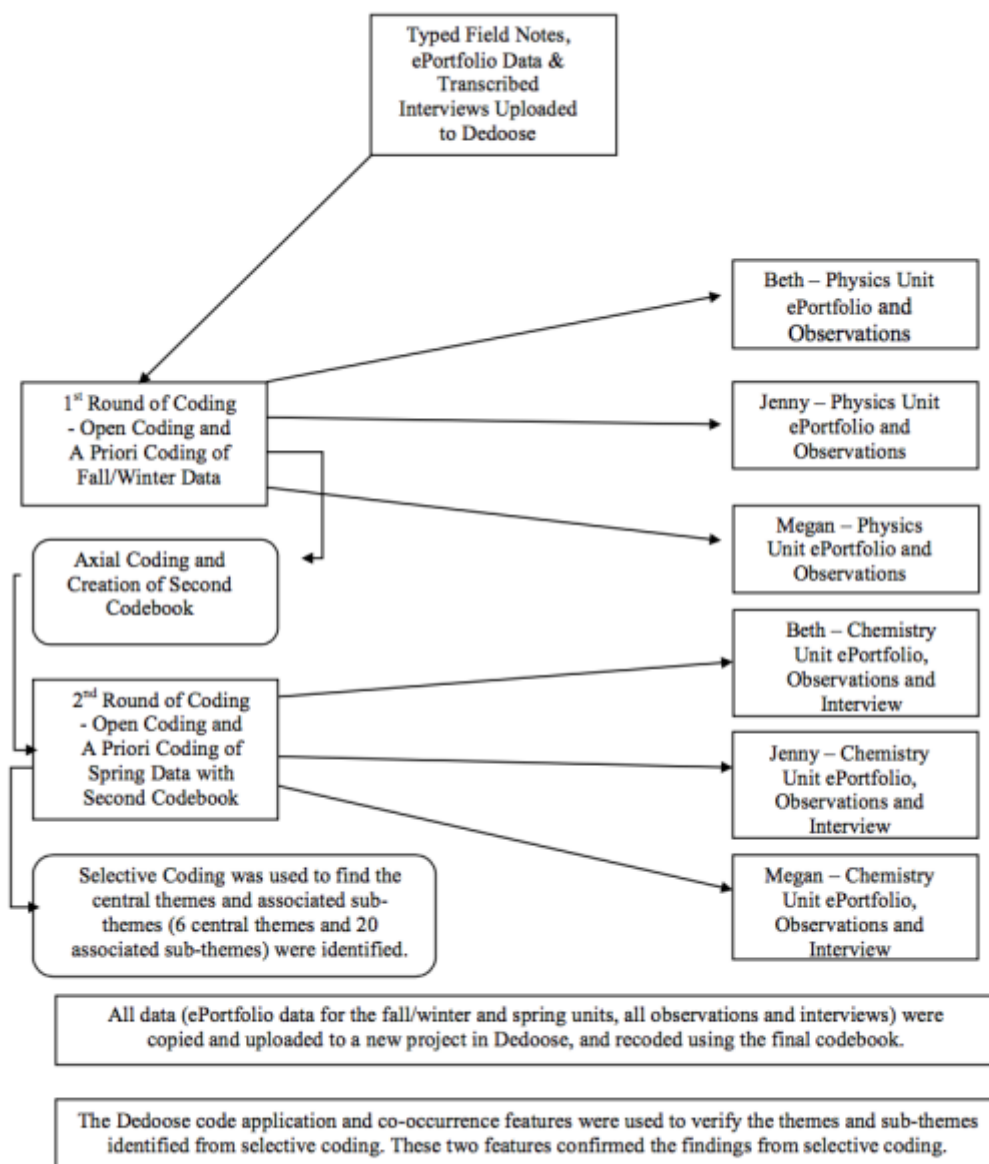 Typed Field Notes,
ePortfolio Data &
Transcribed
Interviews Uploaded
to Dedoose
Beth – Physics Unit
ePortfolio and
Observations
1st Round of Coding
- Open Coding and
A Priori Coding of
Fall/Winter Data
Jenny – Physics Unit
ePortfolio and
Observations
Megan – Physics
Unit ePortfolio and
Observations
Axial Coding and
Creation of Second
Codebook
Beth – Chemistry
Unit ePortfolio,
Observations and
Interview
2nd Round of Coding
- Open Coding and
A Priori Coding of
Spring Data with
Second Codebook
Jenny – Chemistry
Unit ePortfolio,
Observations and
Interview
Selective Coding was used to find the
central themes and associated sub-
themes (6 central themes and 20
associated sub-themes) were identified.
Megan – Chemistry
Unit ePortfolio,
Observations and
Interview
All data (ePortfolio data for the fall/winter and spring units, all observations and interviews) were
copied and uploaded to a new project in Dedoose, and recoded using the final codebook.
The Dedoose code application and co-occurrence features were used to verify the themes and sub-themes
identified from selective coding. These two features confirmed the findings from selective coding.